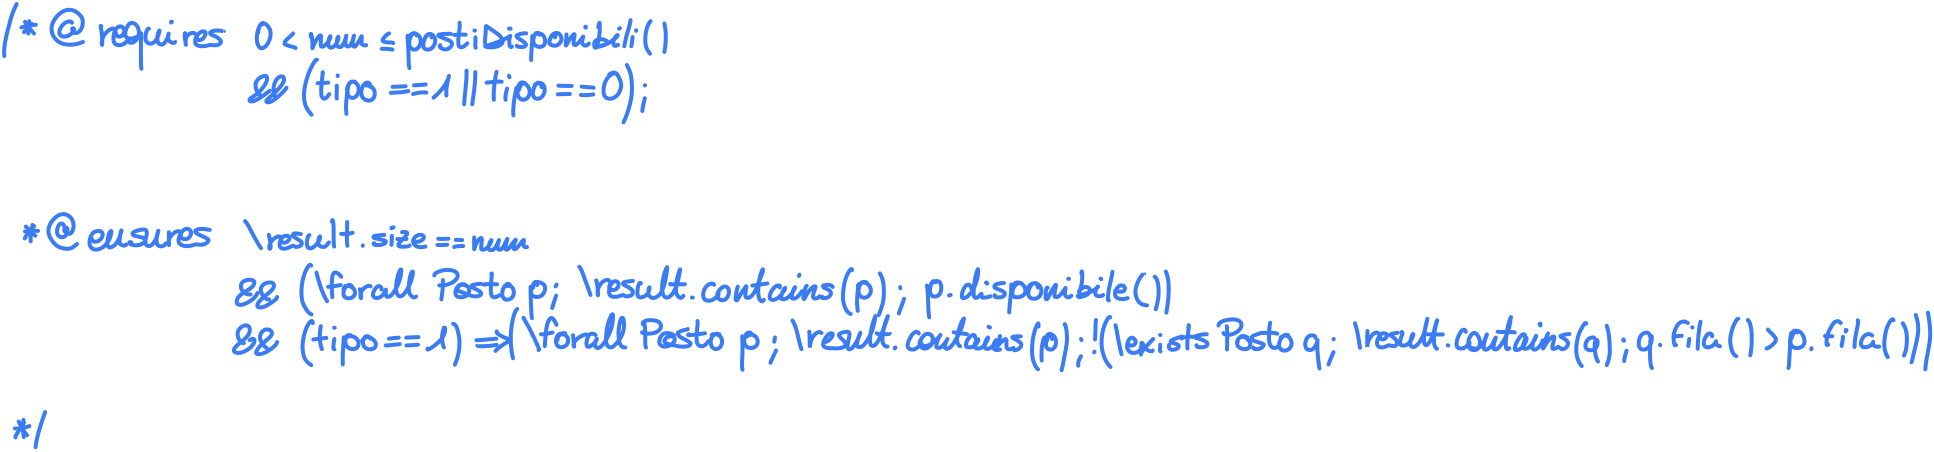 /*@ requires 0 < num ≤ postiDisponibili()
&& (tipo ==1 || tipo ==0);
*@ ensures \result.size == num
&& (\forall Posto p; \result.contains(p); p.disponibile())
&& (tipo ==1) => (\forall Posto p; \result.contains(p); !(\exists Posto q; \result.contains(q); q.fila() > p.fila()))
*/